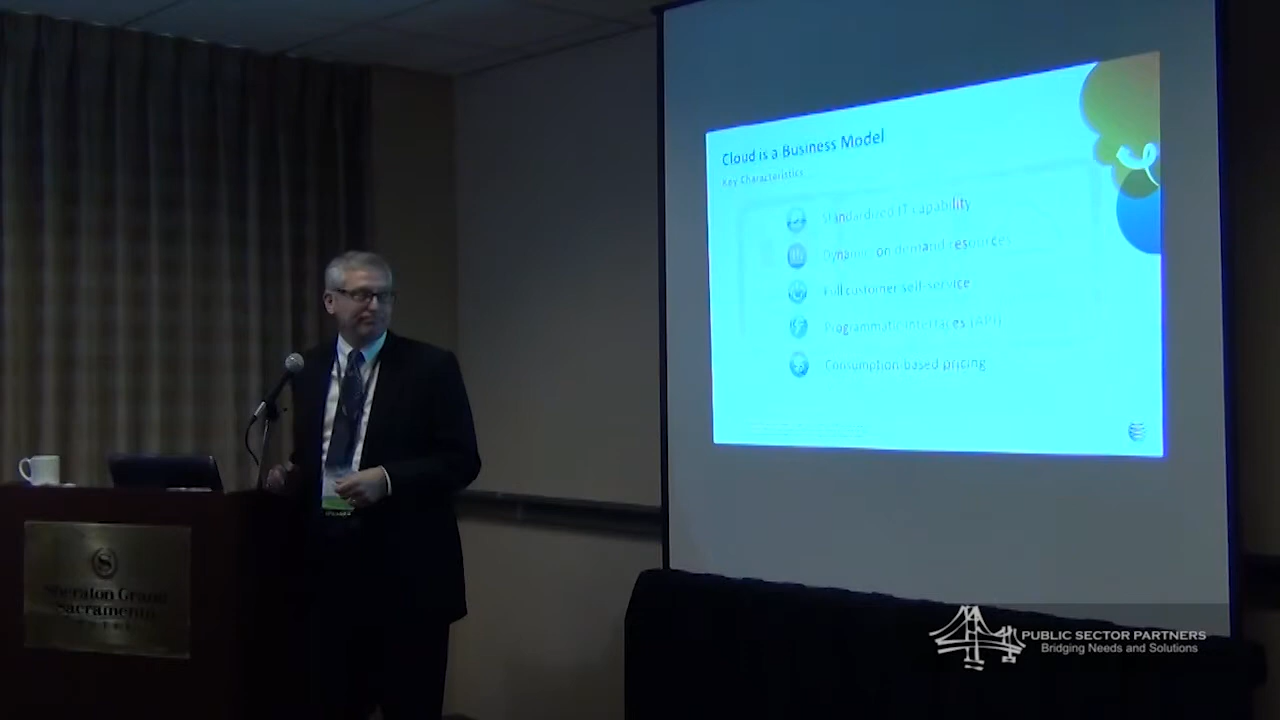 Cloud is a Business Model
Key Characteristics
Standardized IT capability
Dynamic on demand resources
Full customer self-service
Programmatic interfaces (API)
Consumption-based pricing
S
Sheraton Grand
Sacramento
PUBLIC SECTOR PARTNERS
Bridging Needs and Solutions